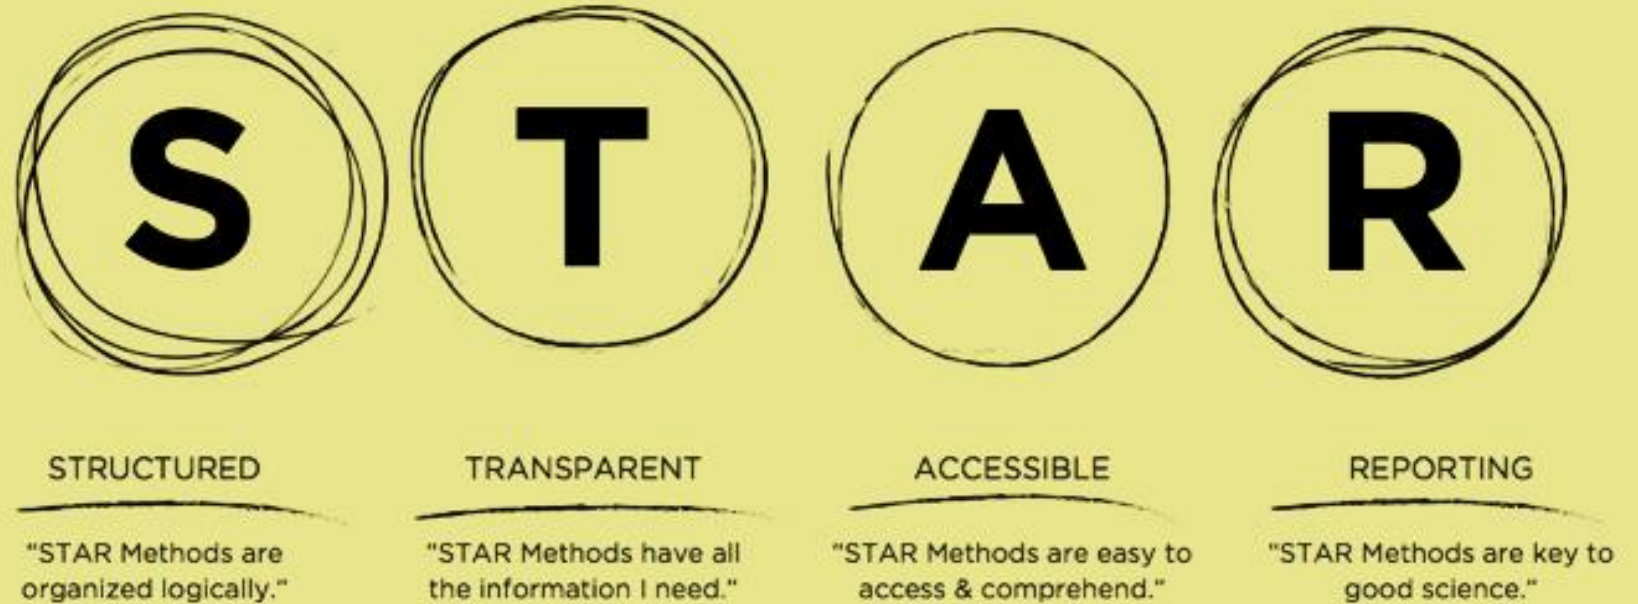 S T A R
STRUCTURED
"STAR Methods are
organized logically."
TRANSPARENT
"STAR Methods have all
the information I need."
ACCESSIBLE
"STAR Methods are easy to
access & comprehend."
REPORTING
"STAR Methods are key to
good science."